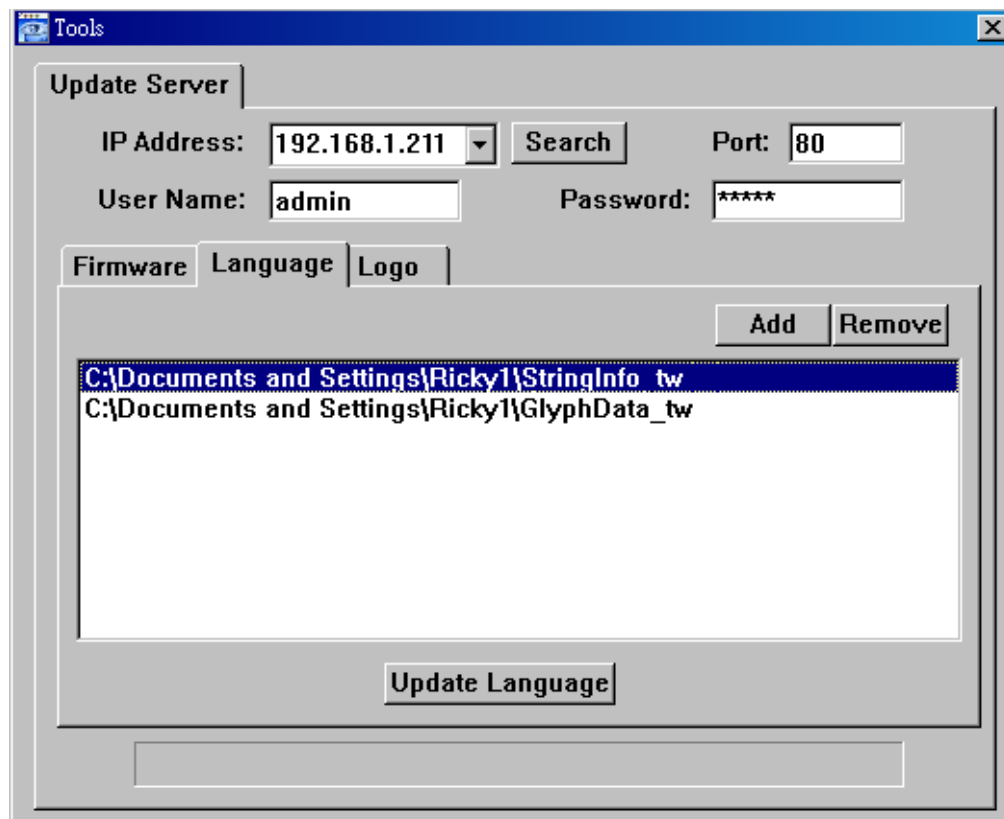 Tools
Update Server
IP Address: 192.168.1.211 Search Port: 80
User Name: admin Password: *****
Firmware Language Logo
Add Remove
C:\Documents and Settings\Ricky1\StringInfo_tw
C:\Documents and Settings\Ricky1\GlyphData_tw
Update Language